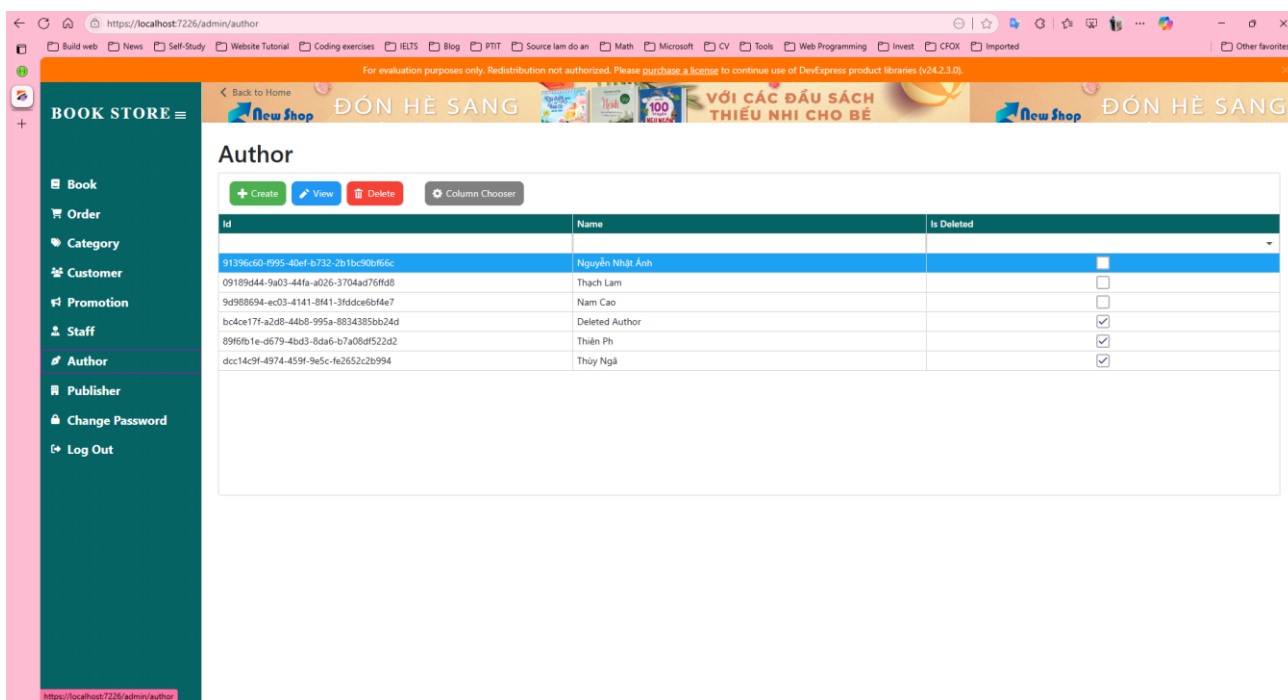 https://localhost:7226/admin/author
Build web News Self-Study Website Tutorial Coding exercises IELTS Blog PTIT Source lam do an Math Microsoft CV Tools Web Programming Invest CFOX Imported Other favorites
For evaluation purposes only. Redistribution not authorized. Please purchase a license to continue use of DevExpress product libraries (v24.2.3.0).
BOOK STORE
Back to Home
New Shop ĐÓN HÈ SANG Heidi 100 VỚI CÁC ĐẦU SÁCH New Shop ĐÓN HÈ SANG
THIẾU NHI CHO BÉ
Author
Create View Delete Column Chooser
Id Name Is Deleted
91396c60-f995-40ef-b732-2b1bc90bf66c Nguyễn Nhật Ánh
09189d44-9a03-44fa-a026-3704ad76ffd8 Thạch Lam
9d988694-ec03-4141-8f41-3fddce6bf4e7 Nam Cao
bc4ce17f-a2d8-44b8-995a-8834385bb24d Deleted Author
89f6fb1e-d679-4bd3-8da6-b7a08df522d2 Thiên Ph
dcc14c9f-4974-459f-9e5c-fe2652c2b994 Thùy Ngâ
Book
Order
Category
Customer
Promotion
Staff
Author
Publisher
Change Password
Log Out
https://localhost:7226/admin/author